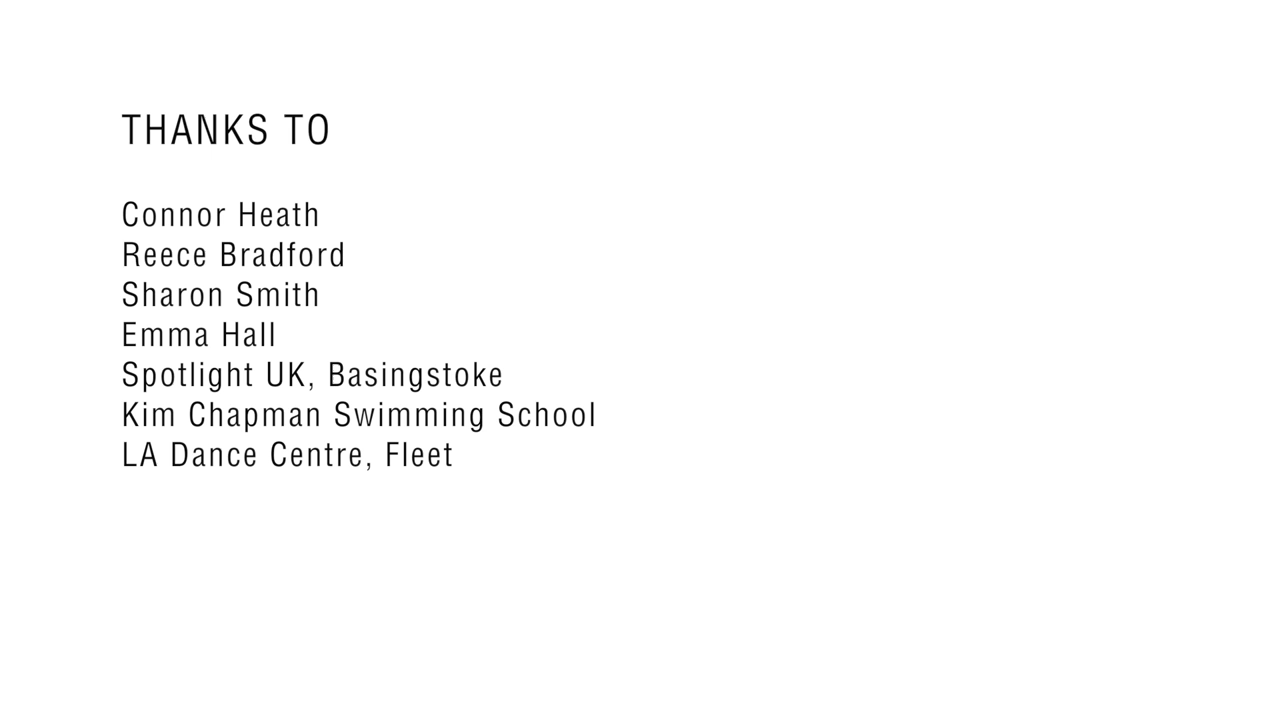 THANKS TO
Connor Heath
Reece Bradford
Sharon Smith
Emma Hall
Spotlight UK, Basingstoke
Kim Chapman Swimming School
LA Dance Centre, Fleet